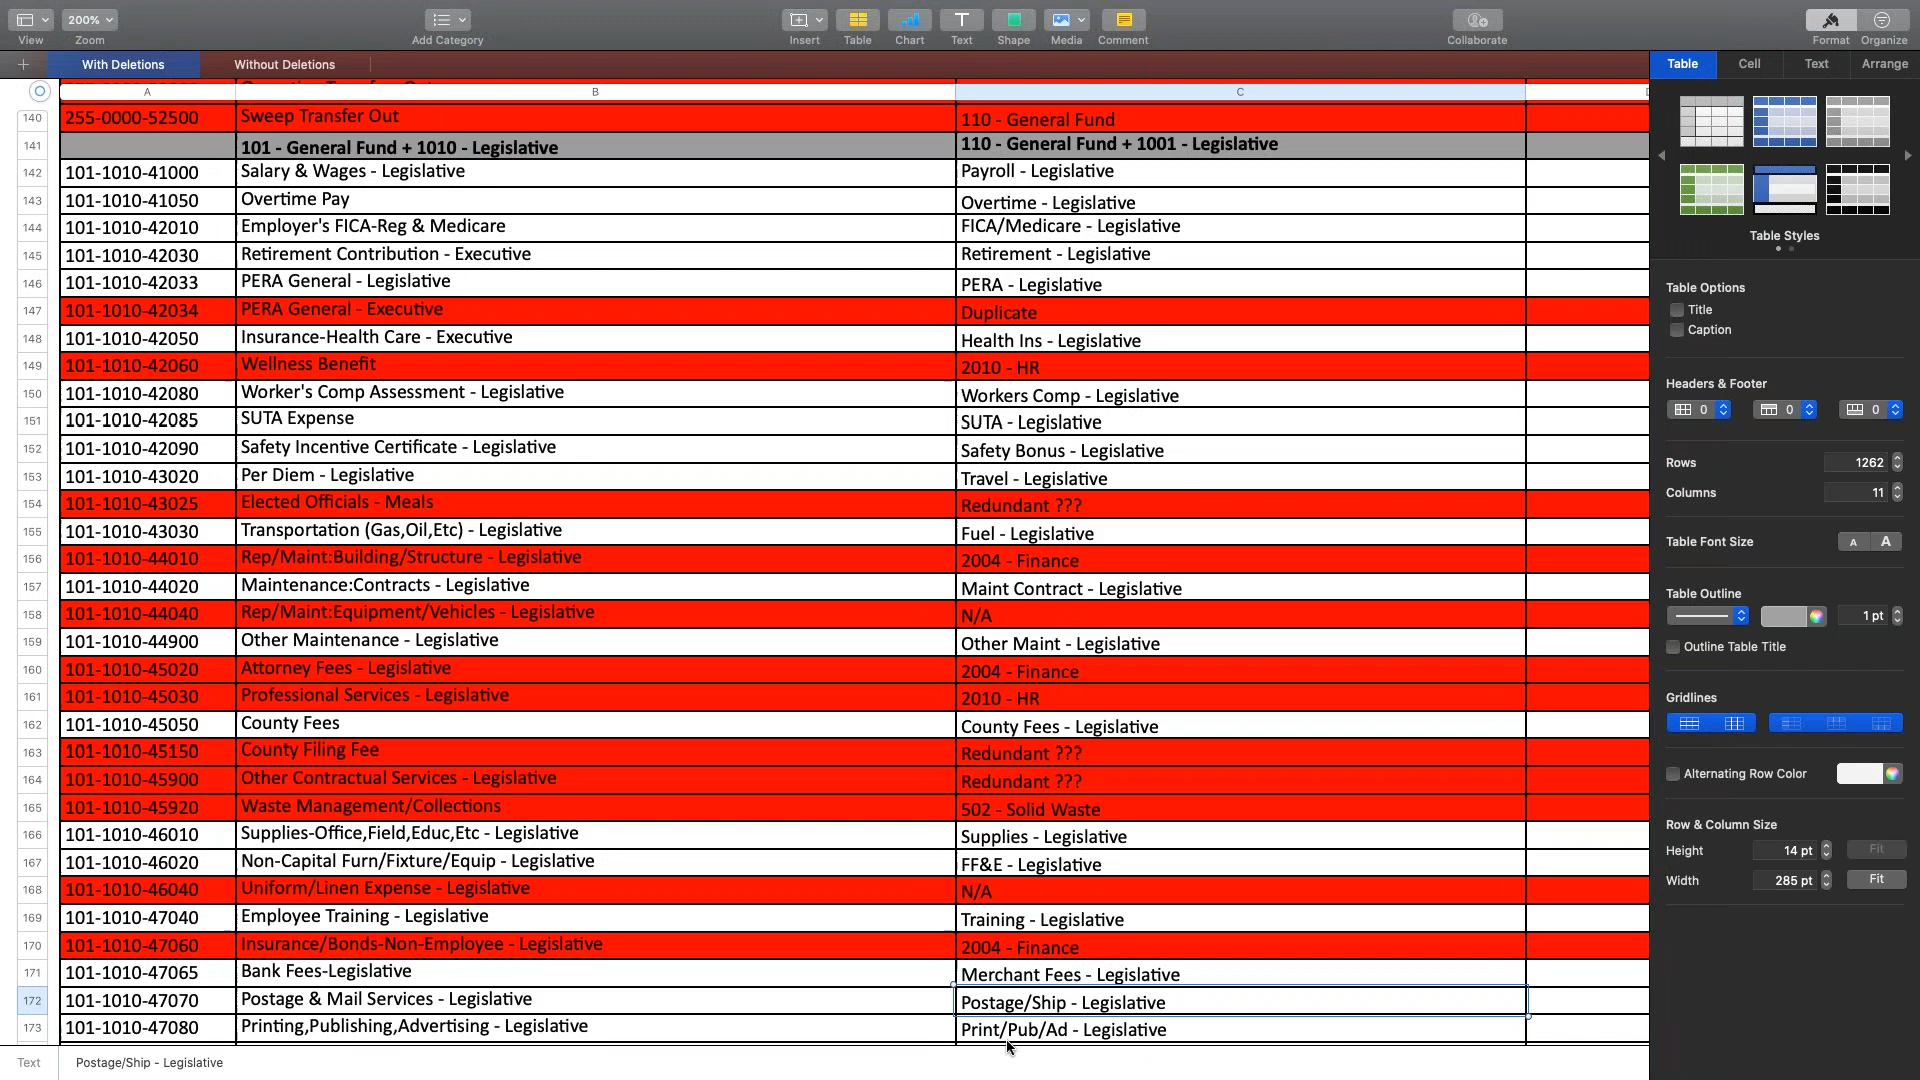 View
200%
Zoom
Add Category
Insert
Table
Chart
Text
Shape
Media
Comment
Collaborate
Format
Organize
+
With Deletions
Without Deletions
Table
Cell
Text
Arrange
A
B
C
140 255-0000-52500 Sweep Transfer Out 110 - General Fund
141 101 - General Fund + 1010 - Legislative 110 - General Fund + 1001 - Legislative
142 101-1010-41000 Salary & Wages - Legislative Payroll - Legislative
143 101-1010-41050 Overtime Pay Overtime - Legislative
144 101-1010-42010 Employer's FICA-Reg & Medicare FICA/Medicare - Legislative
145 101-1010-42030 Retirement Contribution - Executive Retirement - Legislative
146 101-1010-42033 PERA General - Legislative PERA - Legislative
147 101-1010-42034 PERA General - Executive Duplicate
148 101-1010-42050 Insurance-Health Care - Executive Health Ins - Legislative
149 101-1010-42060 Wellness Benefit 2010 - HR
150 101-1010-42080 Worker's Comp Assessment - Legislative Workers Comp - Legislative
151 101-1010-42085 SUTA Expense SUTA - Legislative
152 101-1010-42090 Safety Incentive Certificate - Legislative Safety Bonus - Legislative
153 101-1010-43020 Per Diem - Legislative Travel - Legislative
154 101-1010-43025 Elected Officials - Meals Redundant ???
155 101-1010-43030 Transportation (Gas,Oil,Etc) - Legislative Fuel - Legislative
156 101-1010-44010 Rep/Maint:Building/Structure - Legislative 2004 - Finance
157 101-1010-44020 Maintenance:Contracts - Legislative Maint Contract - Legislative
158 101-1010-44040 Rep/Maint:Equipment/Vehicles - Legislative N/A
159 101-1010-44900 Other Maintenance - Legislative Other Maint - Legislative
160 101-1010-45020 Attorney Fees - Legislative 2004 - Finance
161 101-1010-45030 Professional Services - Legislative 2010 - HR
162 101-1010-45050 County Fees County Fees - Legislative
163 101-1010-45150 County Filing Fee Redundant ???
164 101-1010-45900 Other Contractual Services - Legislative Redundant ???
165 101-1010-45920 Waste Management/Collections 502 - Solid Waste
166 101-1010-46010 Supplies-Office,Field,Educ,Etc - Legislative Supplies - Legislative
167 101-1010-46020 Non-Capital Furn/Fixture/Equip - Legislative FF&E - Legislative
168 101-1010-46040 Uniform/Linen Expense - Legislative N/A
169 101-1010-47040 Employee Training - Legislative Training - Legislative
170 101-1010-47060 Insurance/Bonds-Non-Employee - Legislative 2004 - Finance
171 101-1010-47065 Bank Fees-Legislative Merchant Fees - Legislative
172 101-1010-47070 Postage & Mail Services - Legislative Postage/Ship - Legislative
173 101-1010-47080 Printing,Publishing,Advertising - Legislative Print/Pub/Ad - Legislative
Text Postage/Ship - Legislative
Table Styles
Table Options
Title
Caption
Headers & Footer
0 0 0
Rows 1262
Columns 11
Table Font Size A A
Table Outline
1 pt
Outline Table Title
Gridlines
Alternating Row Color
Row & Column Size
Height 14 pt Fit
Width 285 pt Fit